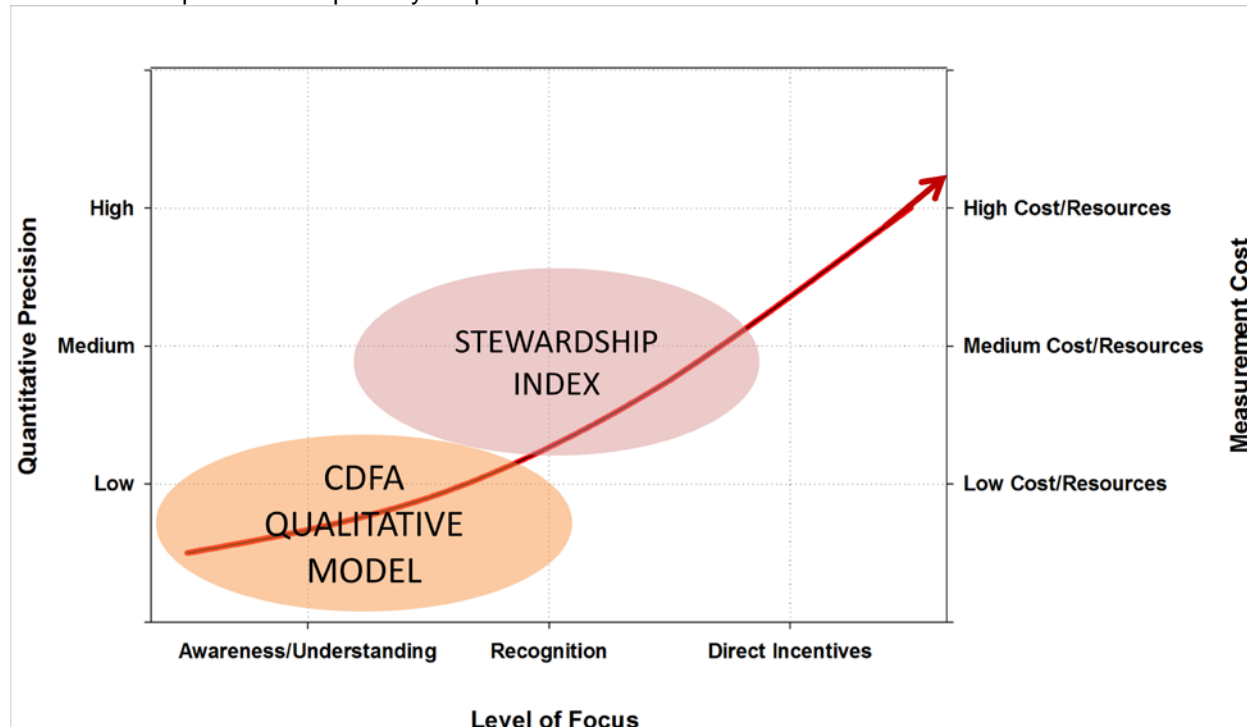 High
Medium
Low
Quantitative Precision
STEWARDSHIP
INDEX
CDFA
QUALITATIVE
MODEL
High Cost/Resources
Medium Cost/Resources
Low Cost/Resources
Measurement Cost
Awareness/Understanding
Recognition
Direct Incentives
Level of Focus